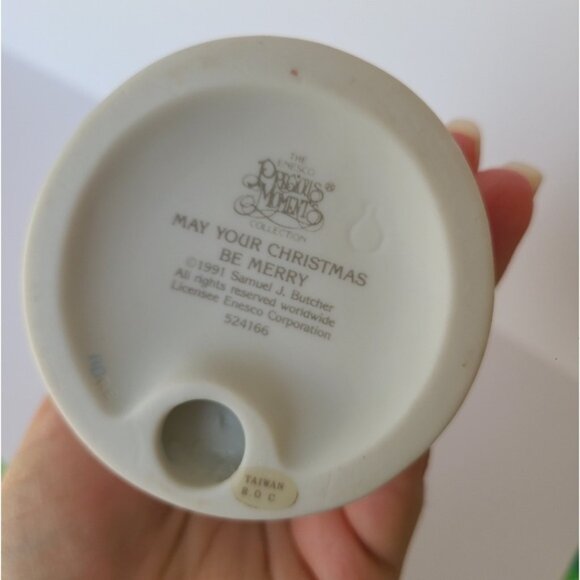 THE
ENESCO
PRECIOUS
MOMENTS®
COLLECTION
MAY YOUR CHRISTMAS
BE MERRY
©1991 Samuel J. Butcher
All rights reserved worldwide
Licensee Enesco Corporation
524166
TAIWAN
R O C